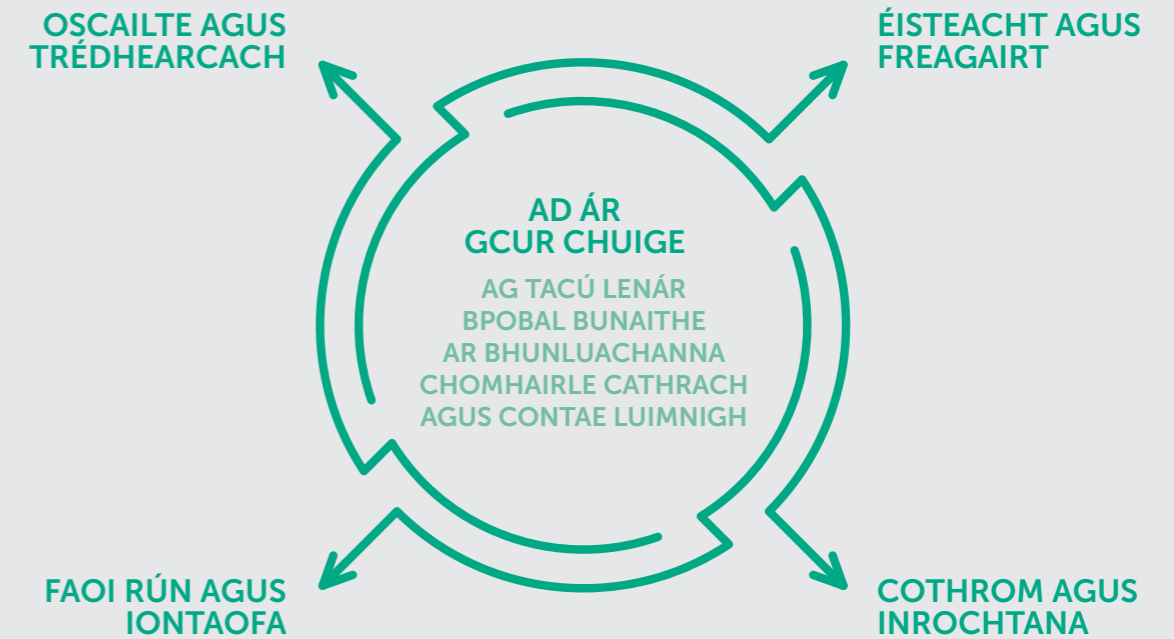 OSCAILTE AGUS
TRÉDHEARCACH
ÉISTEACHT AGUS
FREAGAIRT
AD ÁR
GCUR CHUIGE
AG TACÚ LENÁR
BPOBAL BUNAITHE
AR BHUNLUACHANNA
CHOMHAIRLE CATHRACH
AGUS CONTAE LUIMNIGH
FAOI RÚN AGUS
IONTAOFA
COTHROM AGUS
INROCHTANA